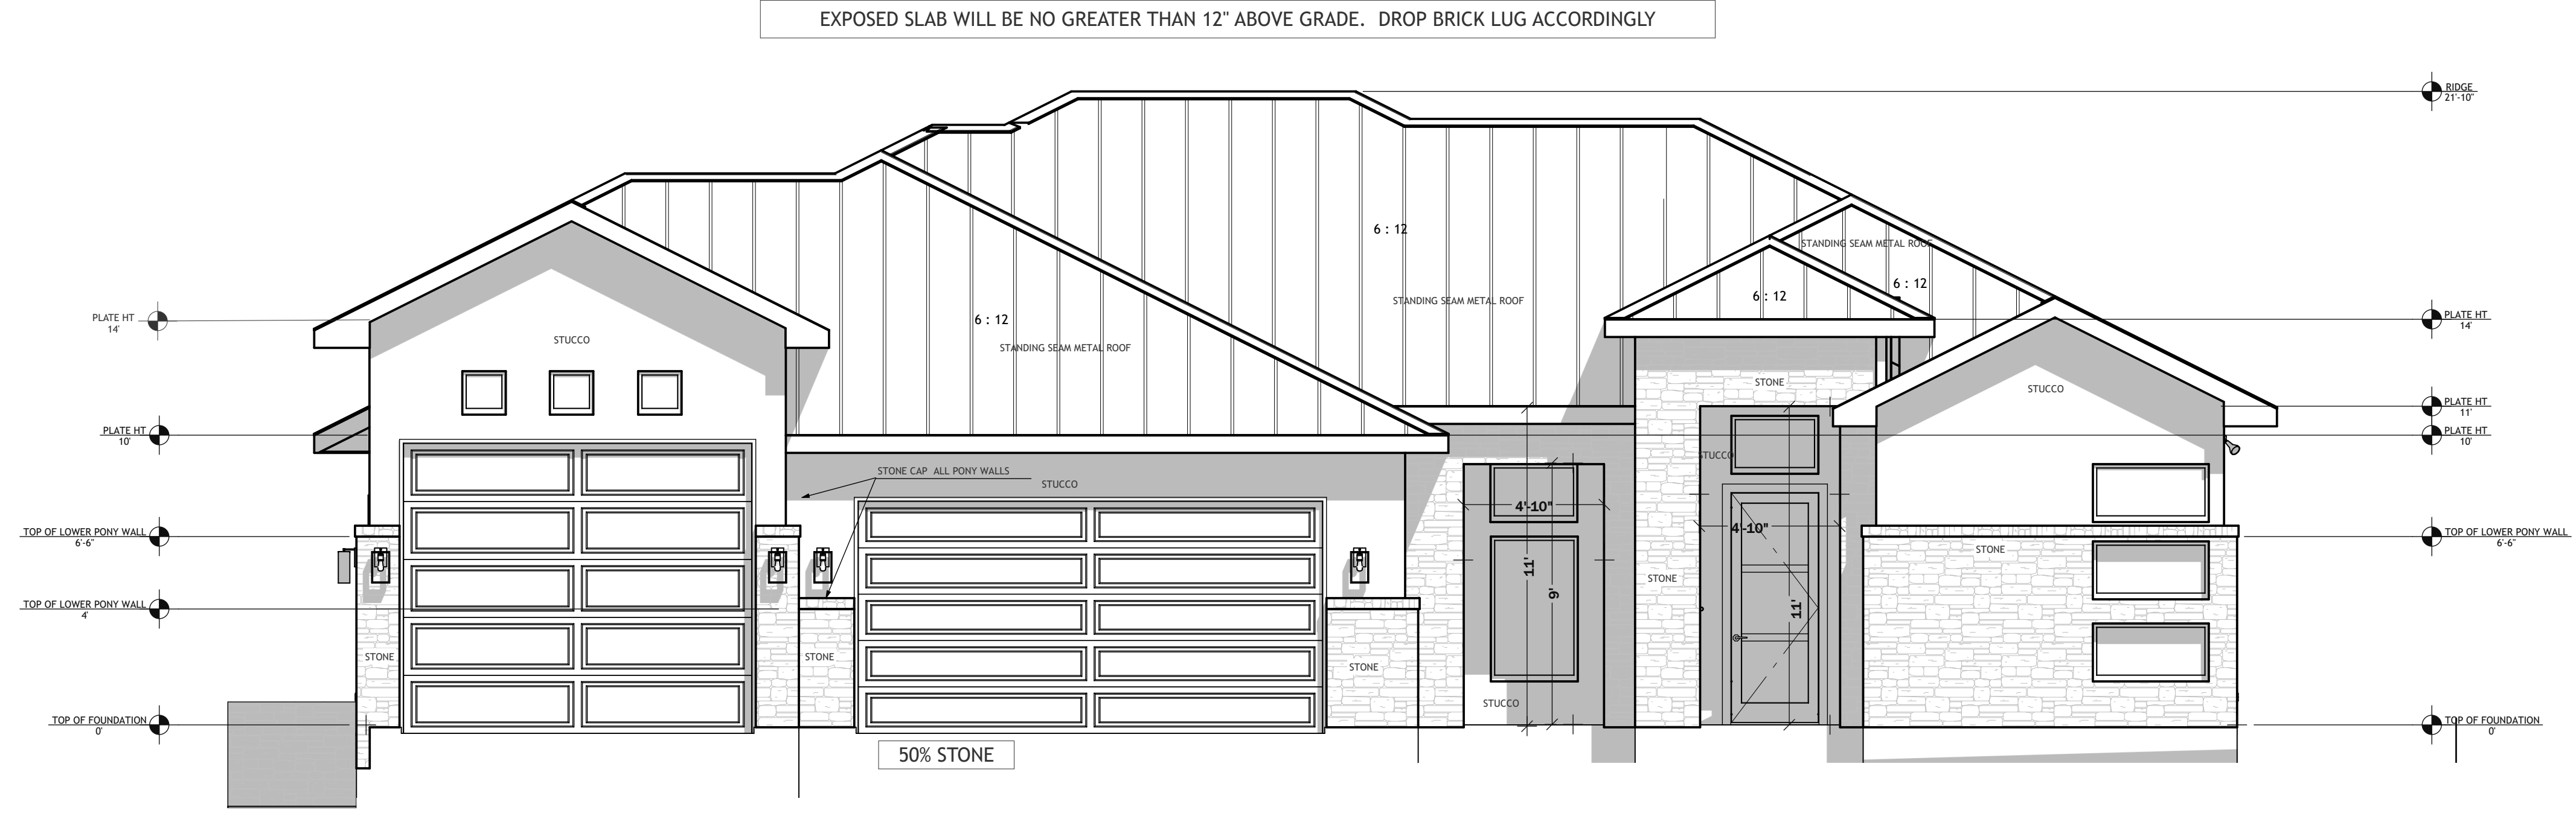 EXPOSED SLAB WILL BE NO GREATER THAN 12" ABOVE GRADE.  DROP BRICK LUG ACCORDINGLY
RIDGE
21'-10"
6 : 12
STANDING SEAM METAL ROOF
6 : 12
6 : 12
STANDING SEAM METAL ROOF
6 : 12
STANDING SEAM METAL ROOF
PLATE HT
14'
PLATE HT
14'
STUCCO
STONE
STUCCO
PLATE HT
11'
PLATE HT
10'
PLATE HT
10'
STUCCO
STONE CAP  ALL PONY WALLS
STUCCO
4'-10"
4'-10"
TOP OF LOWER PONY WALL
6'-6"
TOP OF LOWER PONY WALL
6'-6"
STONE
11'
9'
STONE
11'
TOP OF LOWER PONY WALL
4'
STONE
STONE
STONE
STUCCO
TOP OF FOUNDATION
0'
TOP OF FOUNDATION
0'
50% STONE